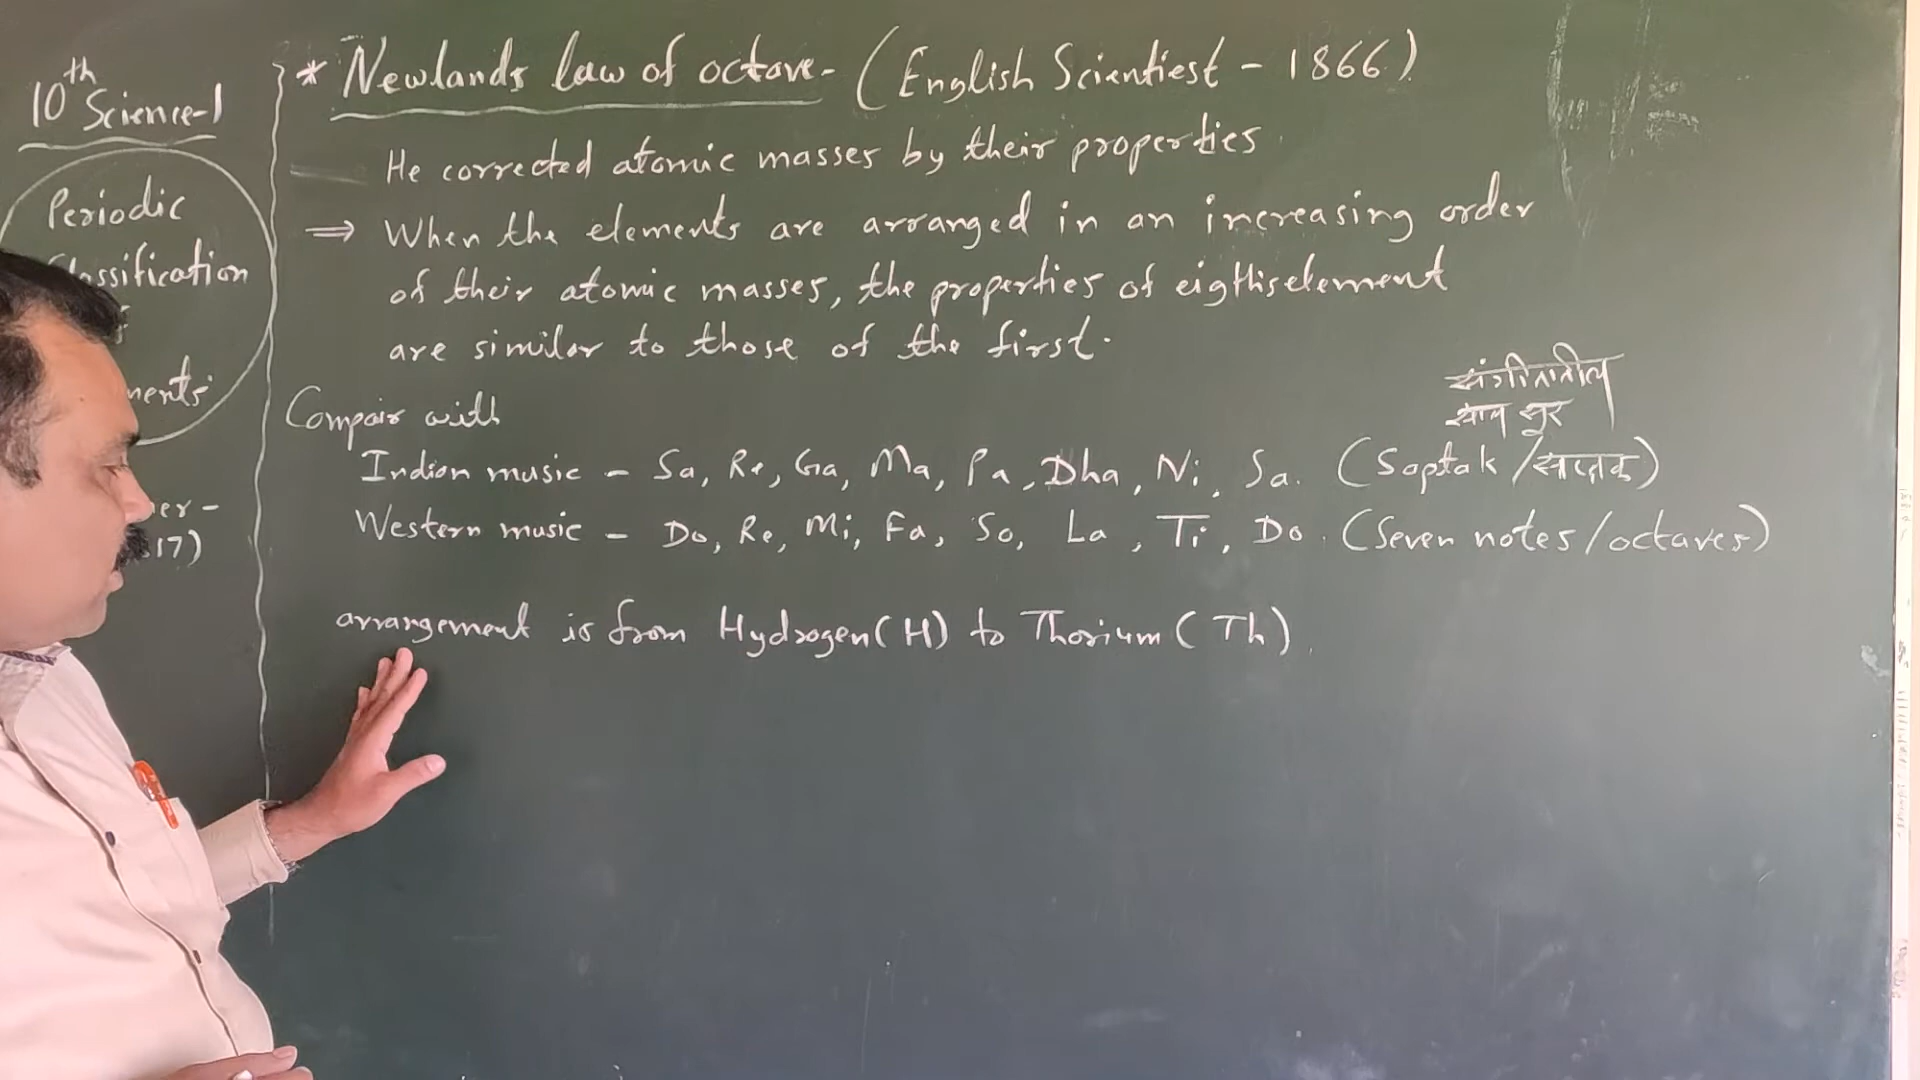 10th
Science-1
Periodic
Classification
ments
er -
17)
* Newlands law of octave - (English Scientiest - 1866)
He corrected atomic masses by their properties
⇒ When the elements are arranged in an increasing order
of their atomic masses, the properties of eigthiselement
are similar to those of the first.
Compair with
संगीतातील
सात सूर
Indian music - Sa, Re, Ga, Ma, Pa, Dha, Ni, Sa. (Saptak / सप्तक)
Western music - Do, Re, Mi, Fa, So, La, Ti, Do. (Seven notes/octaves)
arrangement is from Hydrogen(H) to Thorium (Th).